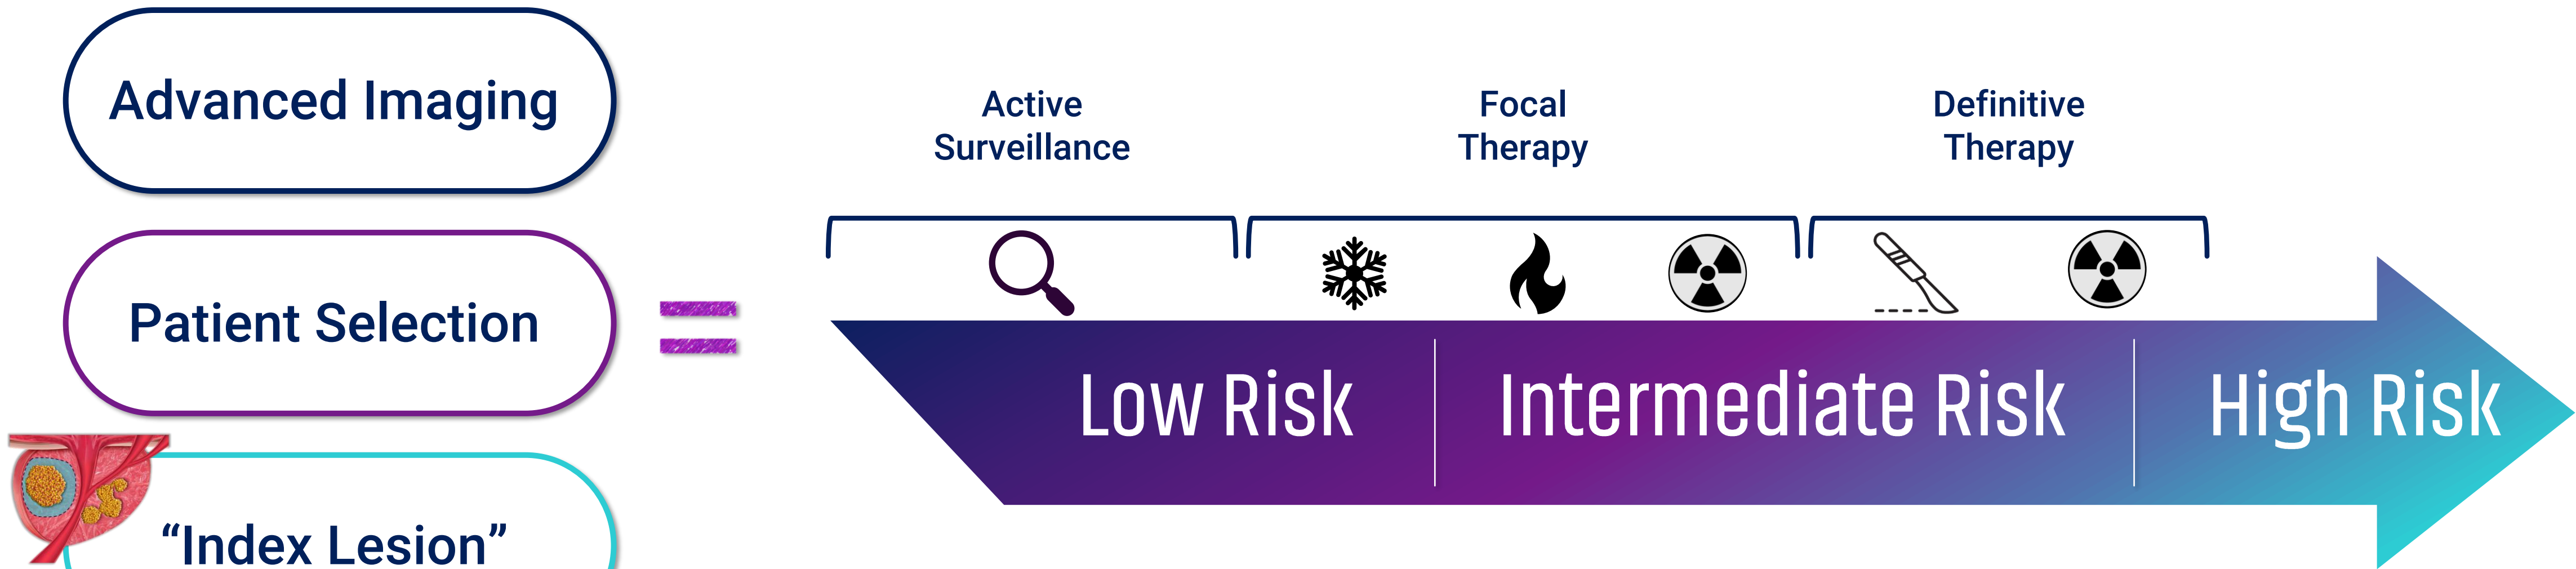 Advanced Imaging
Patient Selection
“Index Lesion”
=
Active
Surveillance
Focal
Therapy
Definitive
Therapy
Low Risk
Intermediate Risk
High Risk